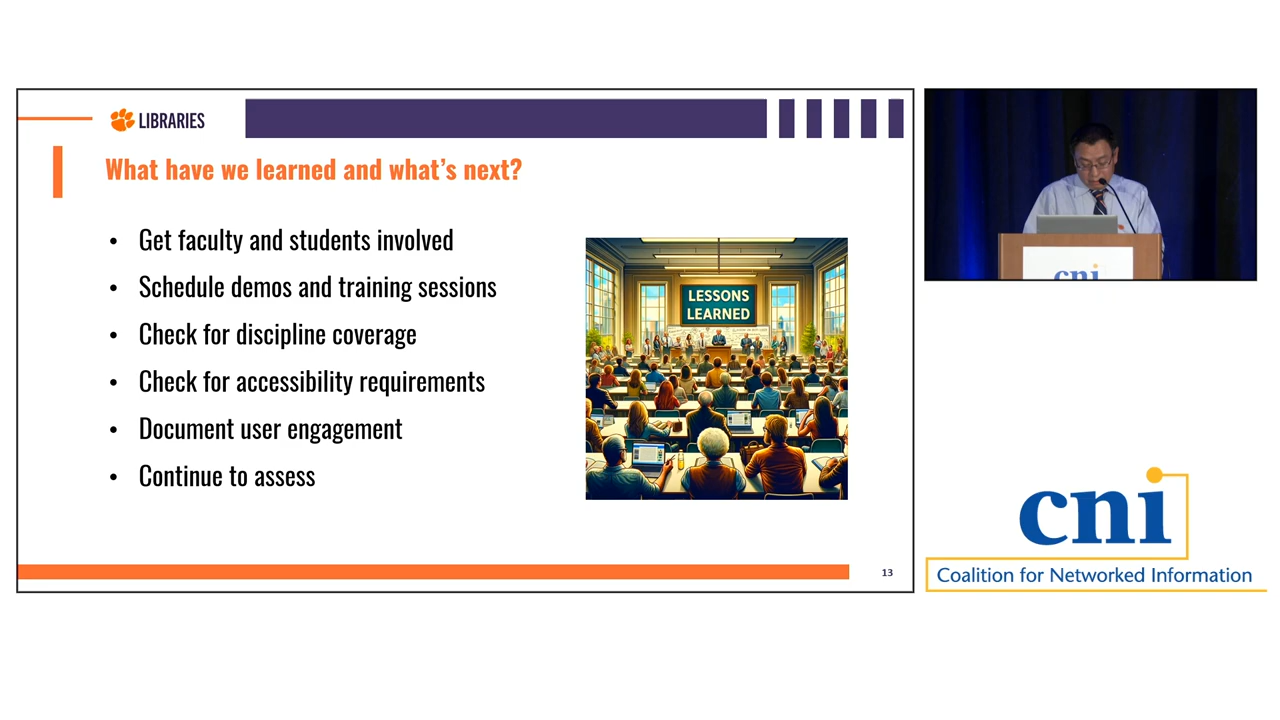 LIBRARIES
What have we learned and what's next?
• Get faculty and students involved
• Schedule demos and training sessions
• Check for discipline coverage
• Check for accessibility requirements
• Document user engagement
• Continue to assess
LESSONS
LEARNED
13
cni
cni
Coalition for Networked Information